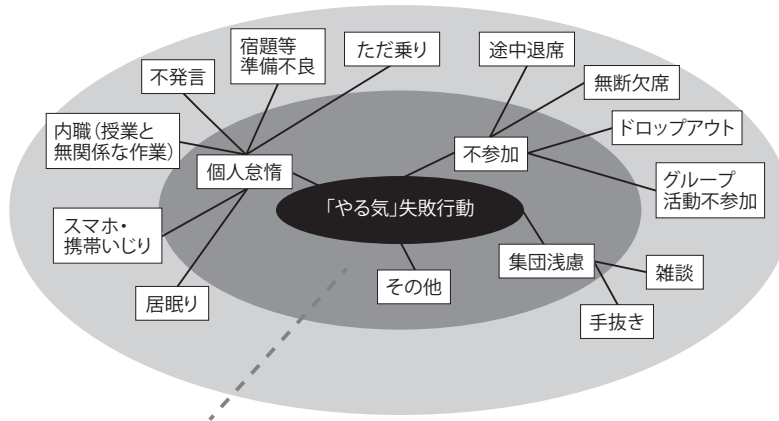 宿題等
準備不良
ただ乗り
途中退席
不発言
無断欠席
内職（授業と
無関係な作業）
ドロップアウト
個人怠惰
不参加
グループ
活動不参加
「やる気」失敗行動
スマホ・
携帯いじり
集団浅慮
雑談
居眠り
その他
手抜き